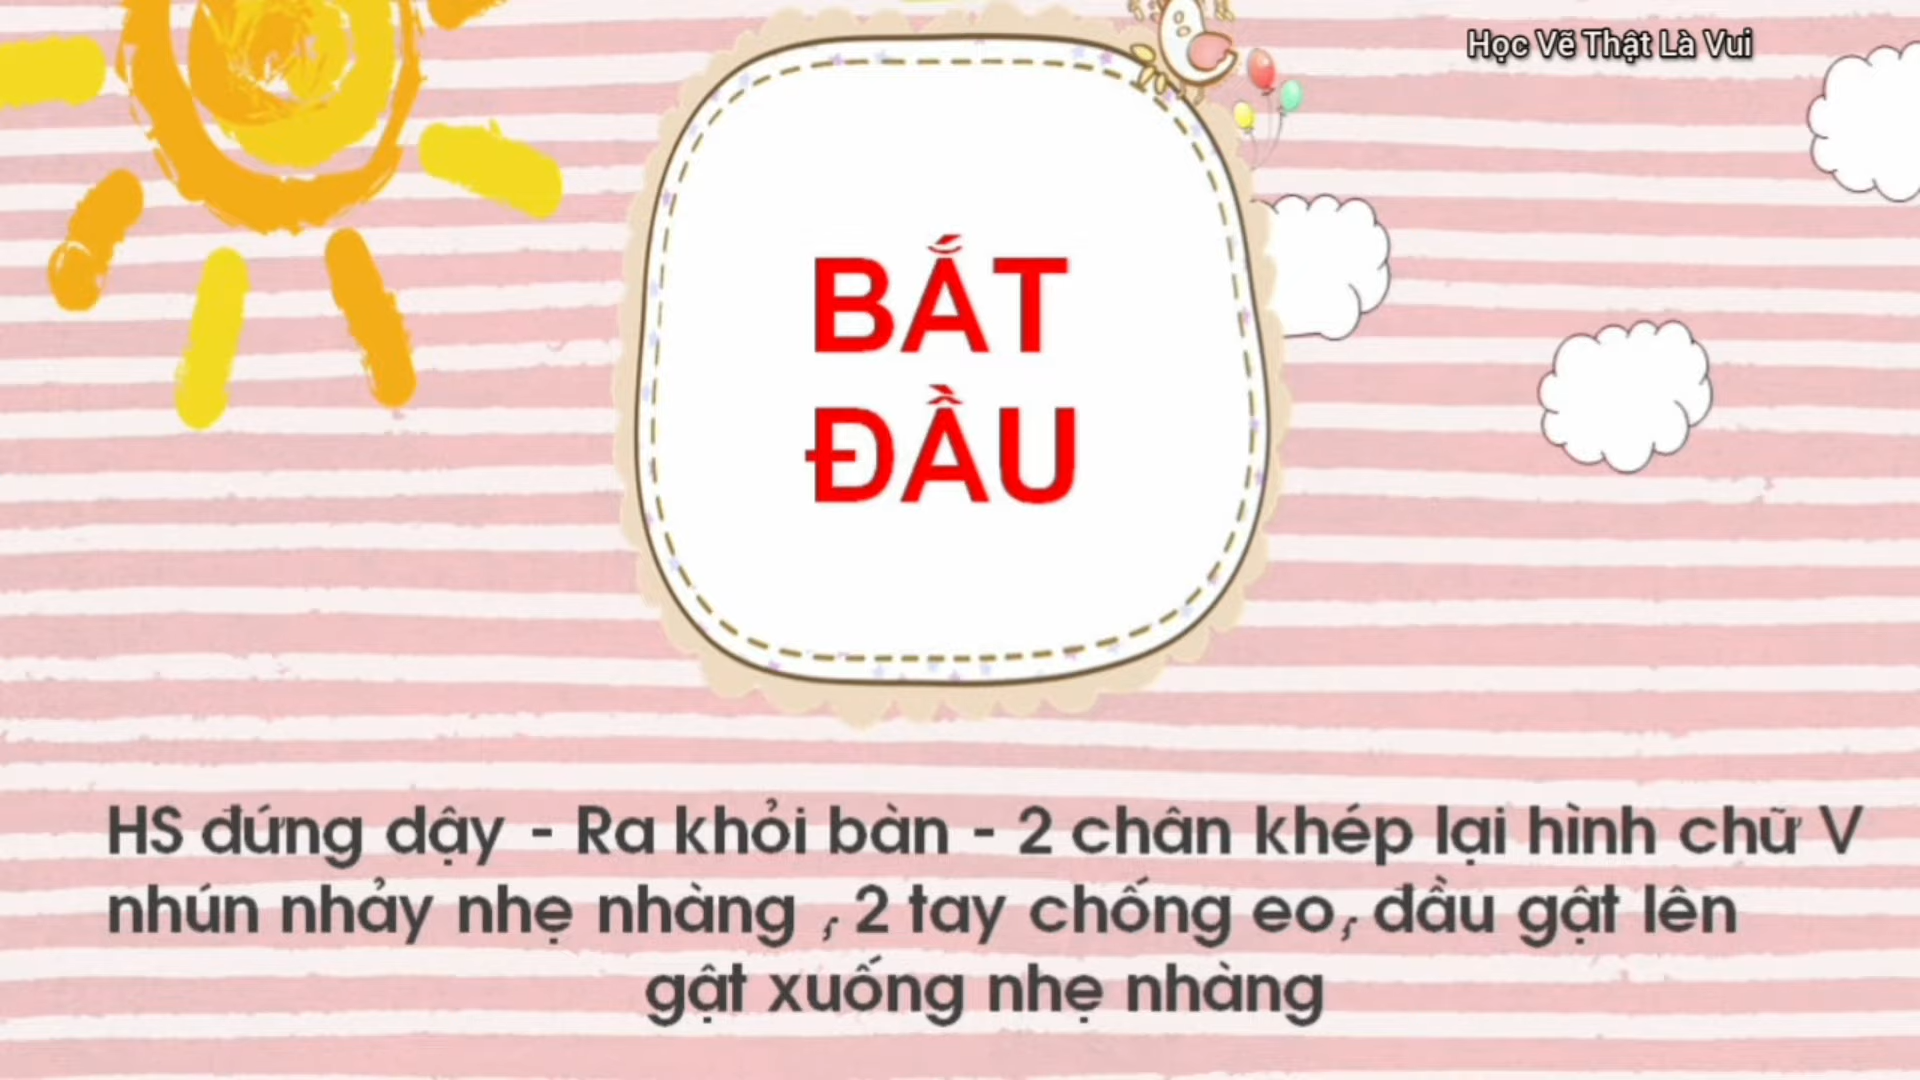 Học Vẽ Thật Là Vui
BẮT
ĐẦU
HS đứng dậy - Ra khỏi bàn - 2 chân khép lại hình chữ V
nhún nhảy nhẹ nhàng , 2 tay chống eo, đầu gật lên
gật xuống nhẹ nhàng